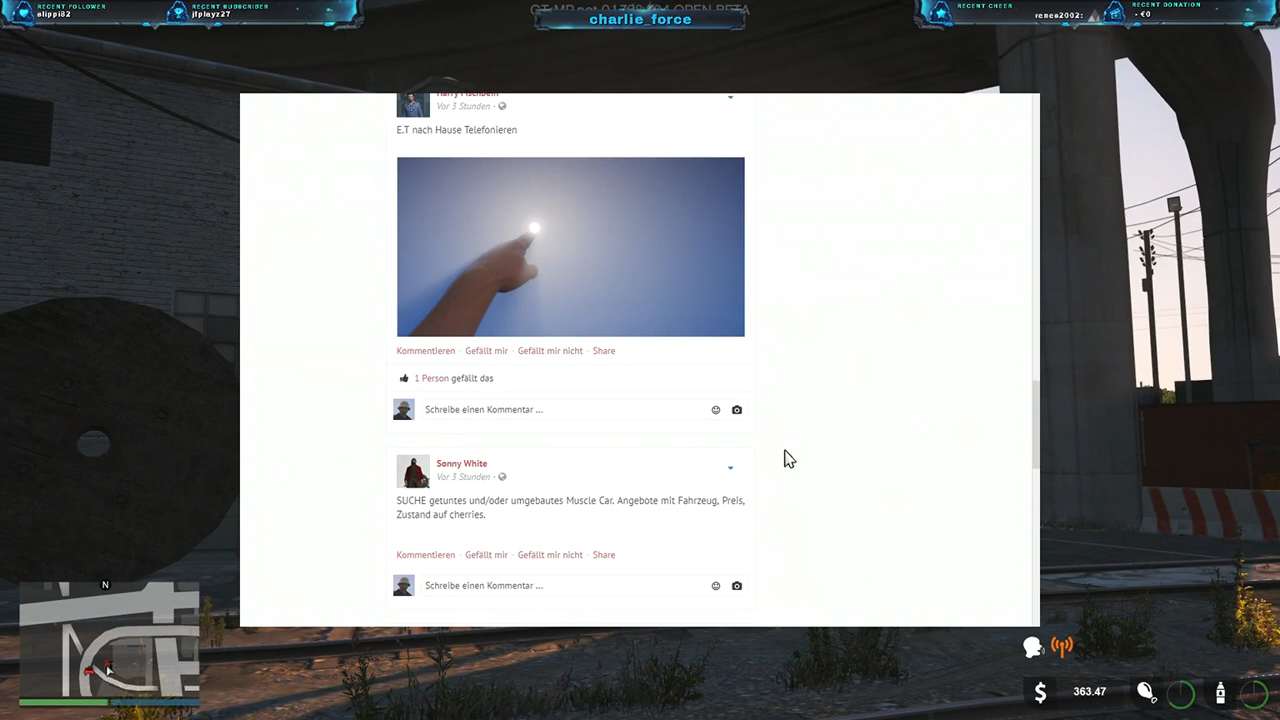 RECENT FOLLOWER
slippi82
RECENT SUBSCRIBER
jfplayz27
charlie_force
RECENT CHEER
RECENT DONATION
- €0
Vor 3 Stunden -
E.T nach Hause Telefonieren
Kommentieren · Gefällt mir · Gefällt mir nicht · Share
1 Person gefällt das
Schreibe einen Kommentar ...
Sonny White
Vor 3 Stunden -
SUCHE getuntes und/oder umgebautes Muscle Car. Angebote mit Fahrzeug, Preis,
Zustand auf cherries.
Kommentieren · Gefällt mir · Gefällt mir nicht · Share
Schreibe einen Kommentar ...
N
$ 363.47